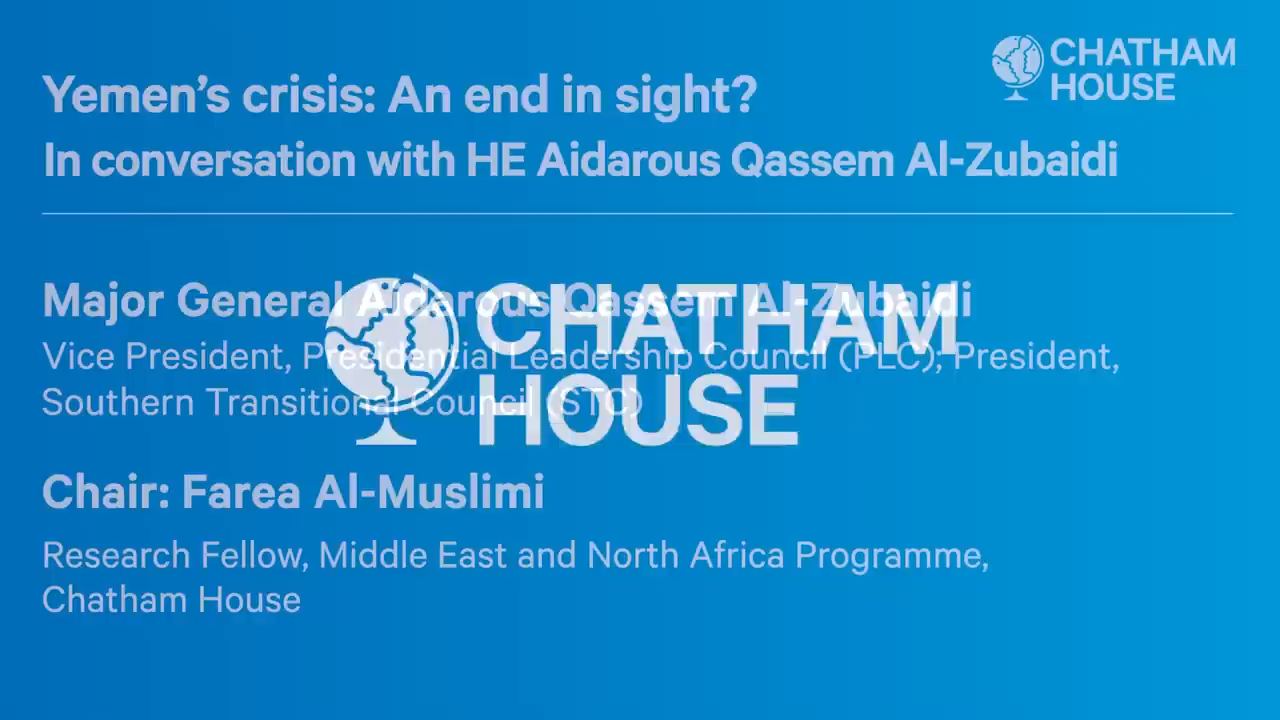 CHATHAM
HOUSE
Yemen's crisis: An end in sight?
In conversation with HE Aidarous Qassem Al-Zubaidi
Major General Aidarous Qassem Al-Zubaidi
Vice President, Presidential Leadership Council (PLC); President,
Southern Transitional Council (STC)
CHATHAM
HOUSE
Chair: Farea Al-Muslimi
Research Fellow, Middle East and North Africa Programme,
Chatham House